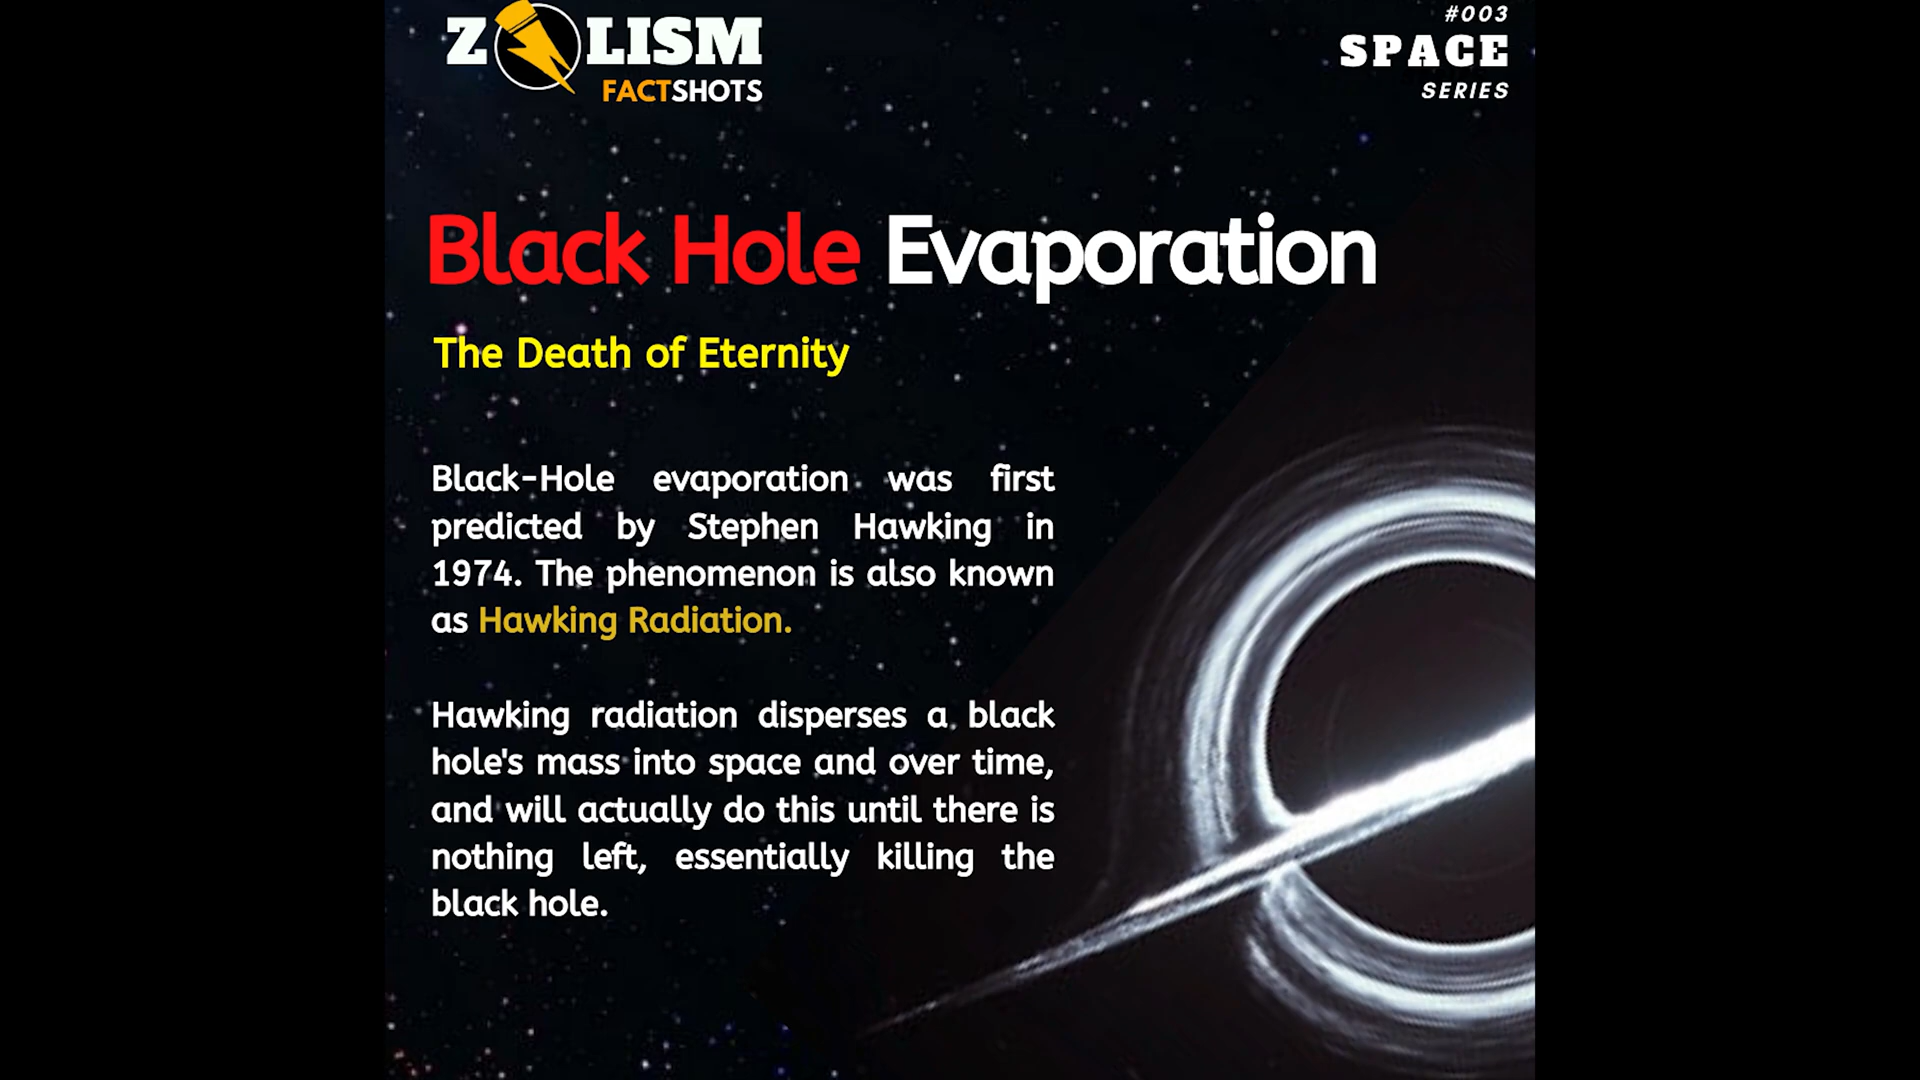 Z LISM
FACTSHOTS
#003
SPACE
SERIES
Black Hole Evaporation
The Death of Eternity
Black-Hole evaporation was first
predicted by Stephen Hawking in
1974. The phenomenon is also known
as Hawking Radiation.
Hawking radiation disperses a black
hole's mass into space and over time,
and will actually do this until there is
nothing left, essentially killing the
black hole.